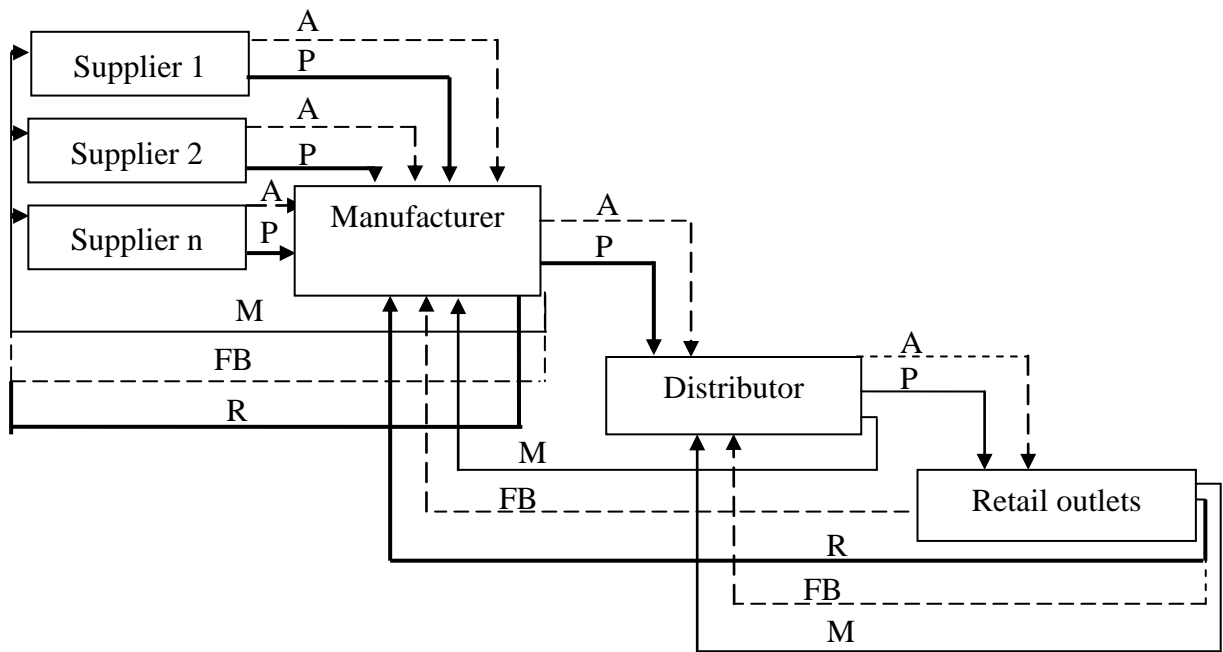 A
Supplier 1
P
A
Supplier 2
P
A
Manufacturer
A
Supplier n
P
P
M
FB
A
Distributor
P
R
M
FB
Retail outlets
R
FB
M